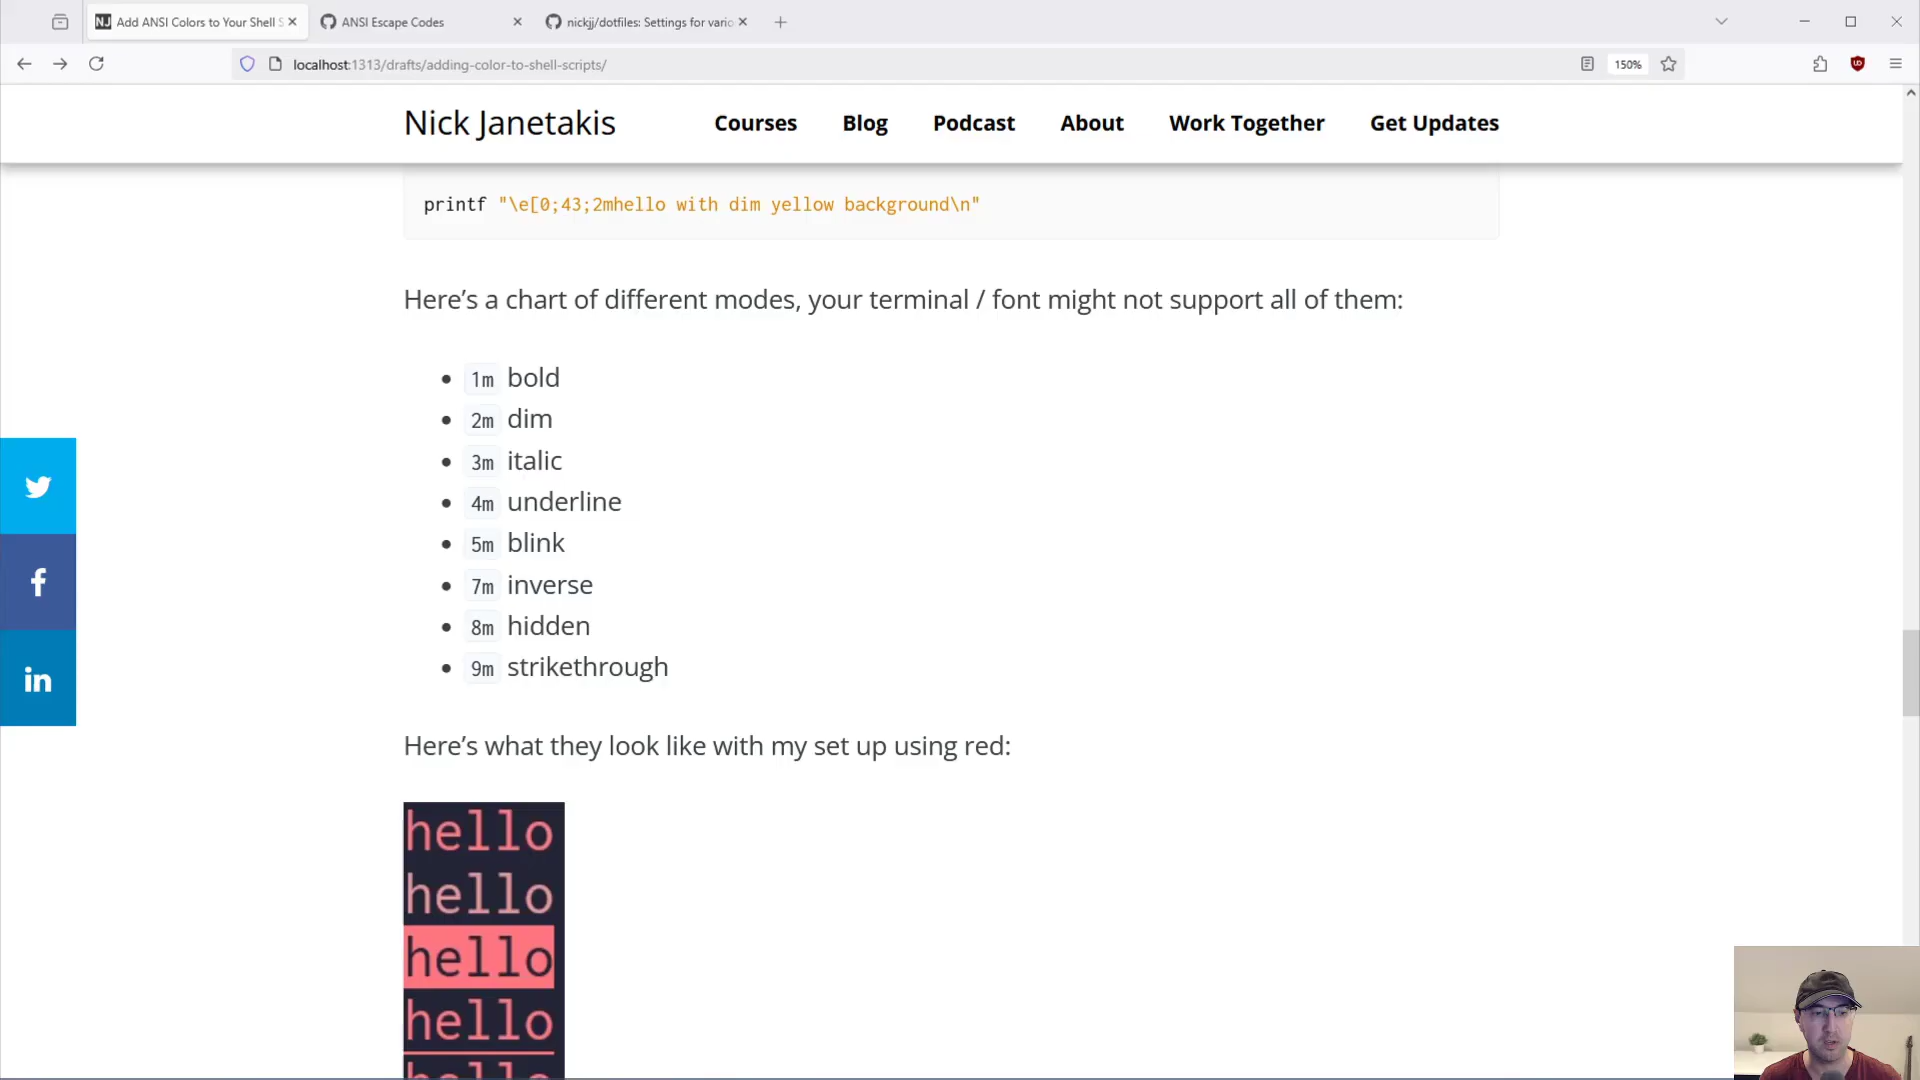 Add ANSI Colors to Your Shell S
ANSI Escape Codes
nickjj/dotfiles: Settings for vario
localhost:1313/drafts/adding-color-to-shell-scripts/
150%
Nick Janetakis
Courses
Blog
Podcast
About
Work Together
Get Updates
printf "\e[0;43;2mhello with dim yellow background\n"
Here’s a chart of different modes, your terminal / font might not support all of them:
1m bold
2m dim
3m italic
4m underline
5m blink
7m inverse
8m hidden
9m strikethrough
Here’s what they look like with my set up using red:
hello
hello
hello
hello